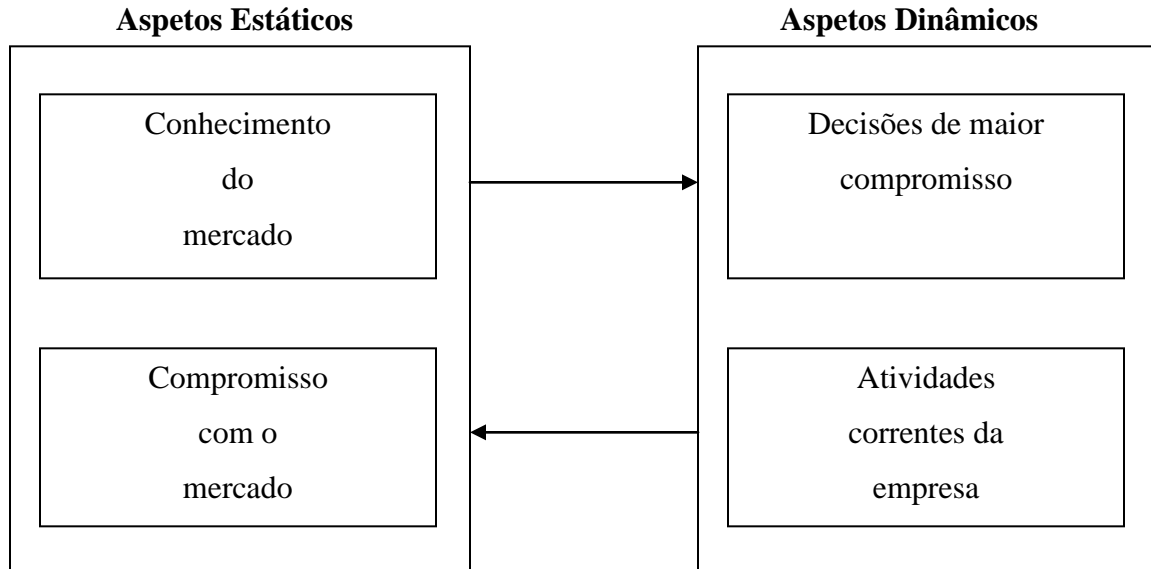 Aspetos Estáticos
Aspetos Dinâmicos
Conhecimento
do
mercado
Decisões de maior
compromisso
Compromisso
com o
mercado
Atividades
correntes da
empresa